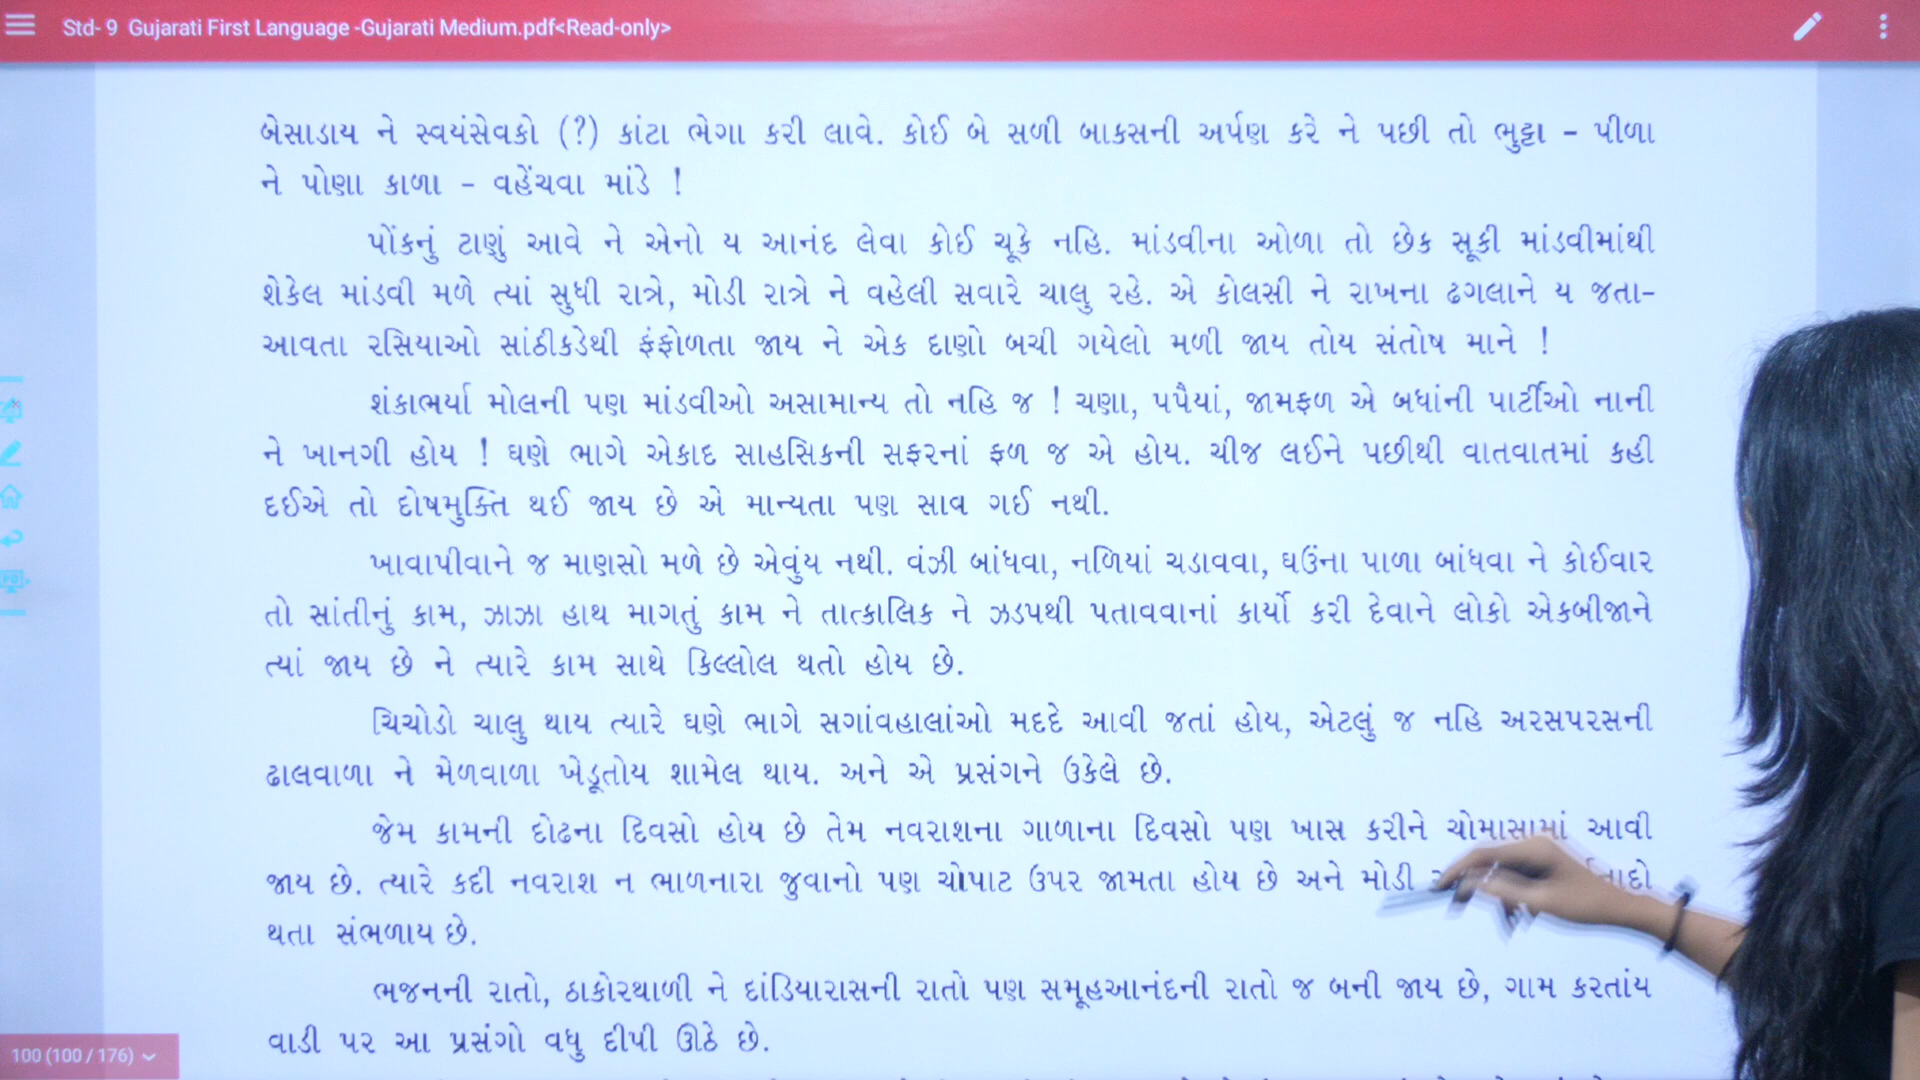 Std- 9 Gujarati First Language -Gujarati Medium.pdf<Read-only>
બેસાડાય ને સ્વયંસેવકો (?) કાંટા ભેગા કરી લાવે. કોઈ બે સળી બાકસની અર્પણ કરે ને પછી તો ભુટ્ટા – પીળા
ને પોણા કાળા – વહેંચવા માંડે !
પોંકનું ટાણું આવે ને એનો ય આનંદ લેવા કોઈ ચૂકે નહિ. માંડવીના ઓળા તો છેક સૂકી માંડવીમાંથી
શેકેલ માંડવી મળે ત્યાં સુધી રાત્રે, મોડી રાત્રે ને વહેલી સવારે ચાલુ રહે. એ કોલસી ને રાખના ઢગલાને ય જતા-
આવતા રસિયાઓ સાંઠીકડેથી ફંફોળતા જાય ને એક દાણો બચી ગયેલો મળી જાય તોય સંતોષ માને !
શંકાભર્યા મોલની પણ માંડવીઓ અસામાન્ય તો નહિ જ ! ચણા, પપૈયાં, જામફળ એ બધાંની પાર્ટીઓ નાની
ને ખાનગી હોય ! ઘણે ભાગે એકાદ સાહસિકની સફરનાં ફળ જ એ હોય. ચીજ લઈને પછીથી વાતવાતમાં કહી
દઈએ તો દોષમુક્તિ થઈ જાય છે એ માન્યતા પણ સાવ ગઈ નથી.
ખાવાપીવાને જ માણસો મળે છે એવુંય નથી. વંઝી બાંધવા, નળિયાં ચડાવવા, ઘઉંના પાળા બાંધવા ને કોઈવાર
તો સાંતીનું કામ, ઝાઝા હાથ માગતું કામ ને તાત્કાલિક ને ઝડપથી પતાવવાનાં કાર્યો કરી દેવાને લોકો એકબીજાને
ત્યાં જાય છે ને ત્યારે કામ સાથે કિલ્લોલ થતો હોય છે.
ચિચોડો ચાલુ થાય ત્યારે ઘણે ભાગે સગાંવહાલાંઓ મદદે આવી જતાં હોય, એટલું જ નહિ અરસપરસની
ઢાલવાળા ને મેળવાળા ખેડૂતોય શામેલ થાય. અને એ પ્રસંગને ઉકેલે છે.
જેમ કામની દોઢના દિવસો હોય છે તેમ નવરાશના ગાળાના દિવસો પણ ખાસ કરીને ચોમાસામાં આવી
જાય છે. ત્યારે કદી નવરાશ ન ભાળનારા જુવાનો પણ ચોપાટ ઉપર જામતા હોય છે અને મોડી
થતા સંભળાય છે.
ભજનની રાતો, ઠાકોરથાળી ને દાંડિયારાસની રાતો પણ સમૂહઆનંદની રાતો જ બની જાય છે, ગામ કરતાંય
વાડી પર આ પ્રસંગો વધુ દીપી ઊઠે છે.
100 (100 / 176)